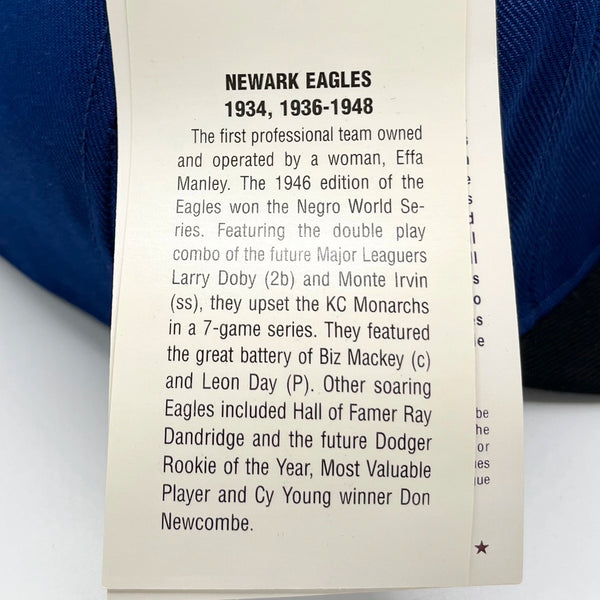 NEWARK EAGLES
1934, 1936-1948
The first professional team owned
and operated by a woman, Effa
Manley. The 1946 edition of the
Eagles won the Negro World Se-
ries. Featuring the double play
combo of the future Major Leaguers
Larry Doby (2b) and Monte Irvin
(ss), they upset the KC Monarchs
in a 7-game series. They featured
the great battery of Biz Mackey (c)
and Leon Day (P). Other soaring
Eagles included Hall of Famer Ray
Dandridge and the future Dodger
Rookie of the Year, Most Valuable
Player and Cy Young winner Don
Newcombe.